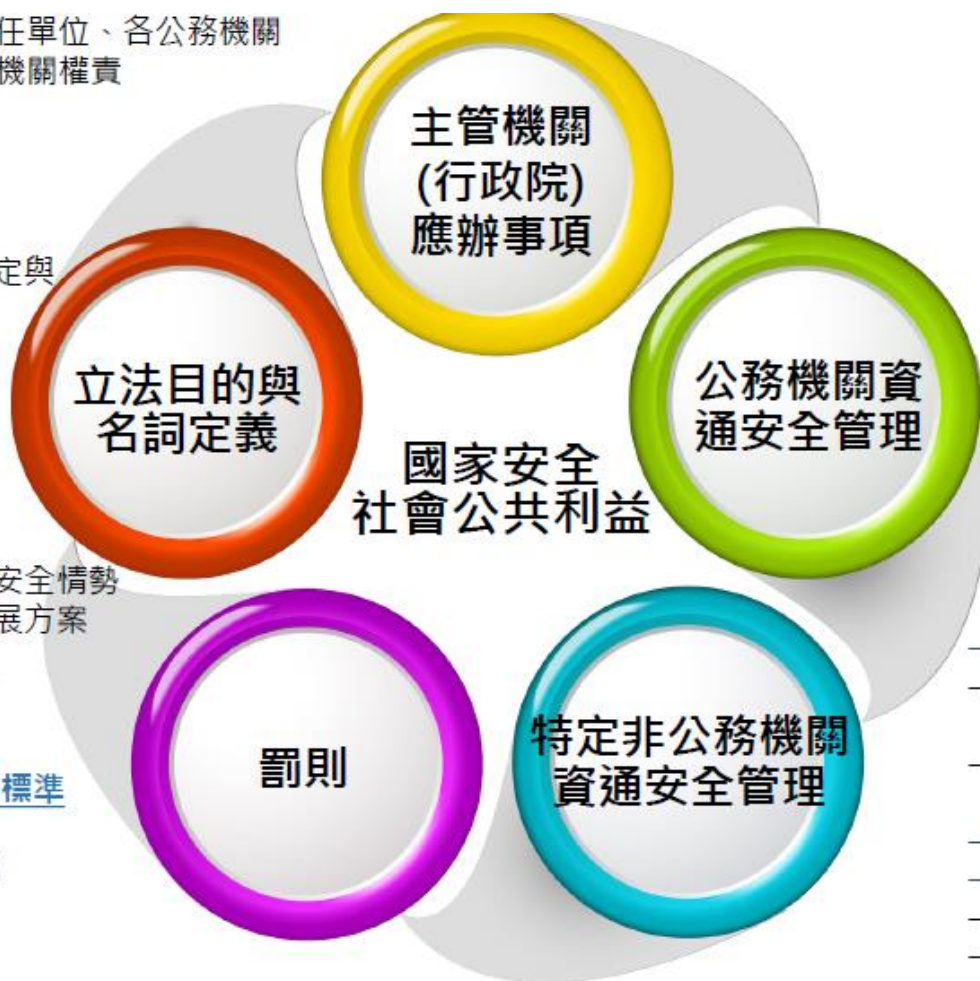 任單位、各公務機關
機關權責
主管機關
(行政院)
應辦事項
定與
立法目的與
名詞定義
公務機關資
通安全管理
國家安全
社會公共利益
安全情勢
展方案
特定非公務機關
資通安全管理
罰則
標準